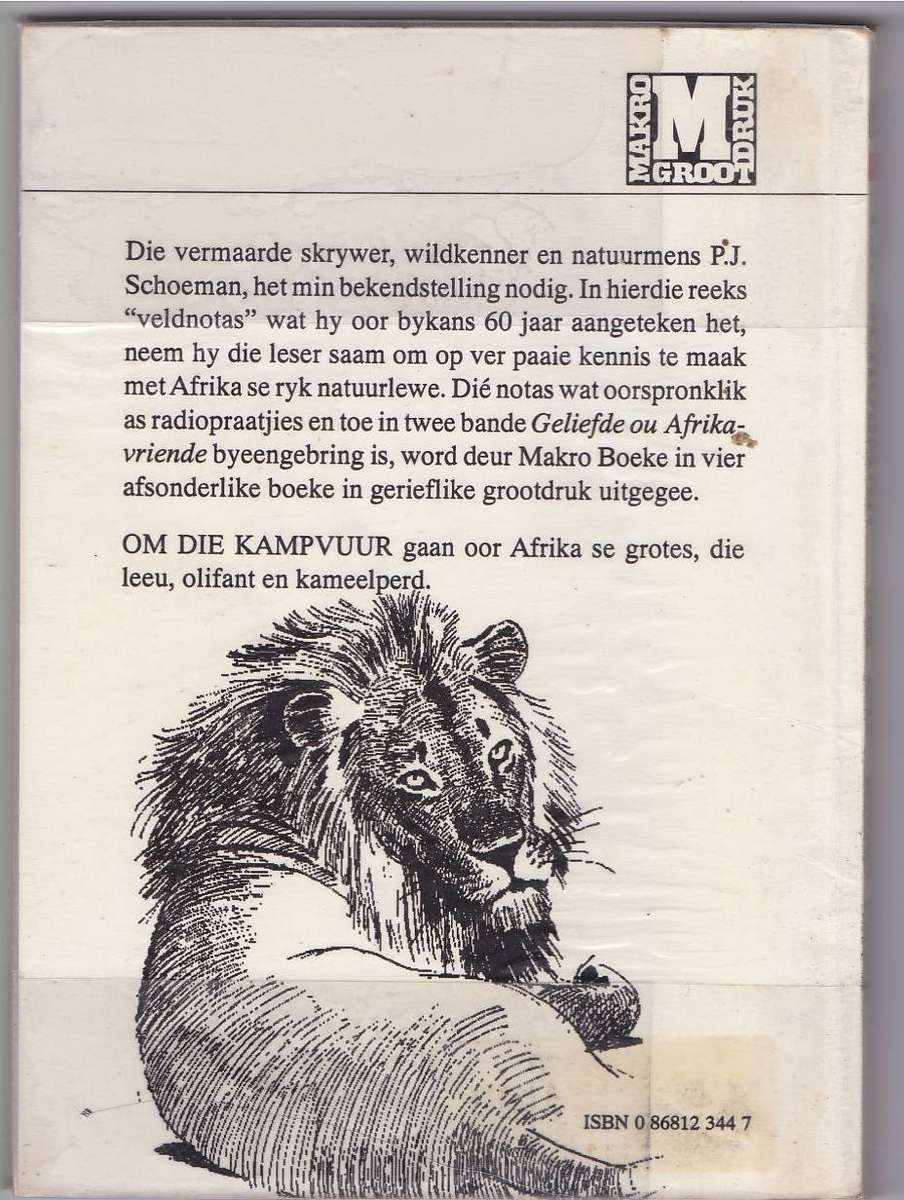 MAKRO
M
GROOT
DRUK
Die vermaarde skrywer, wildkenner en natuurmens P.J.
Schoeman, het min bekendstelling nodig. In hierdie reeks
“veldnotas” wat hy oor bykans 60 jaar aangeteken het,
neem hy die leser saam om op ver paaie kennis te maak
met Afrika se ryk natuurlewe. Dié notas wat oorspronklik
as radiopraatjies en toe in twee bande Geliefde ou Afrika-
vriende byeengebring is, word deur Makro Boeke in vier
afsonderlike boeke in gerieflike grootdruk uitgegee.
OM DIE KAMPVUUR gaan oor Afrika se grotes, die
leeu, olifant en kameelperd.
ISBN 0 86812 344 7